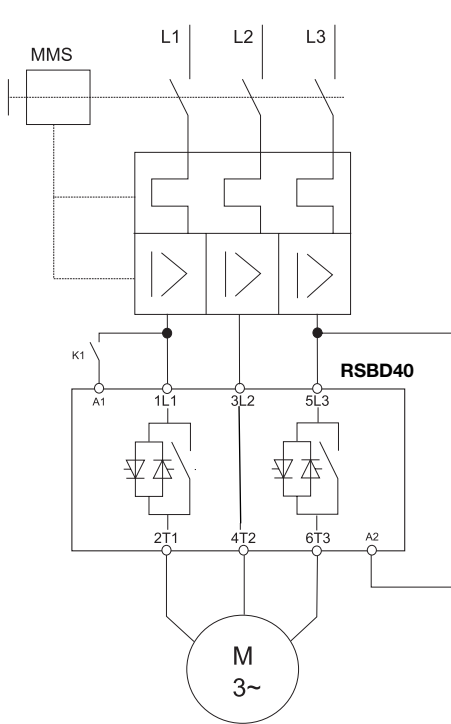 L1 L2 L3
MMS
RSBD40
K1
A1 1L1 3L2 5L3
2T1 4T2 6T3 A2
M
3~